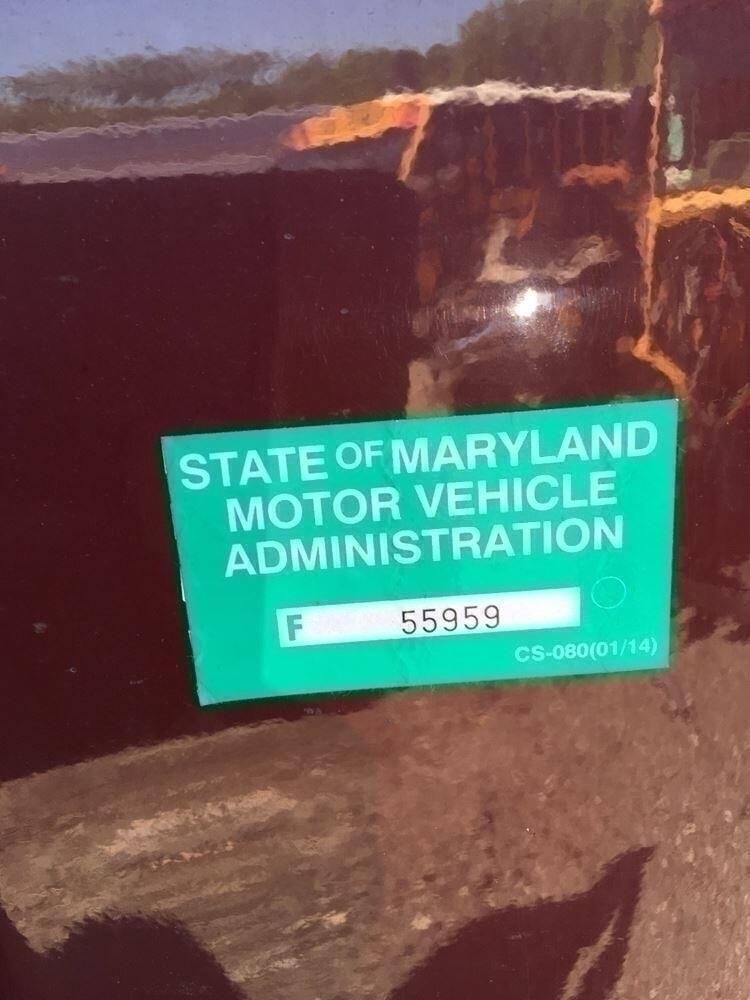 STATE OF MARYLAND
MOTOR VEHICLE
ADMINISTRATION
F 55959
CS-080(01/14)